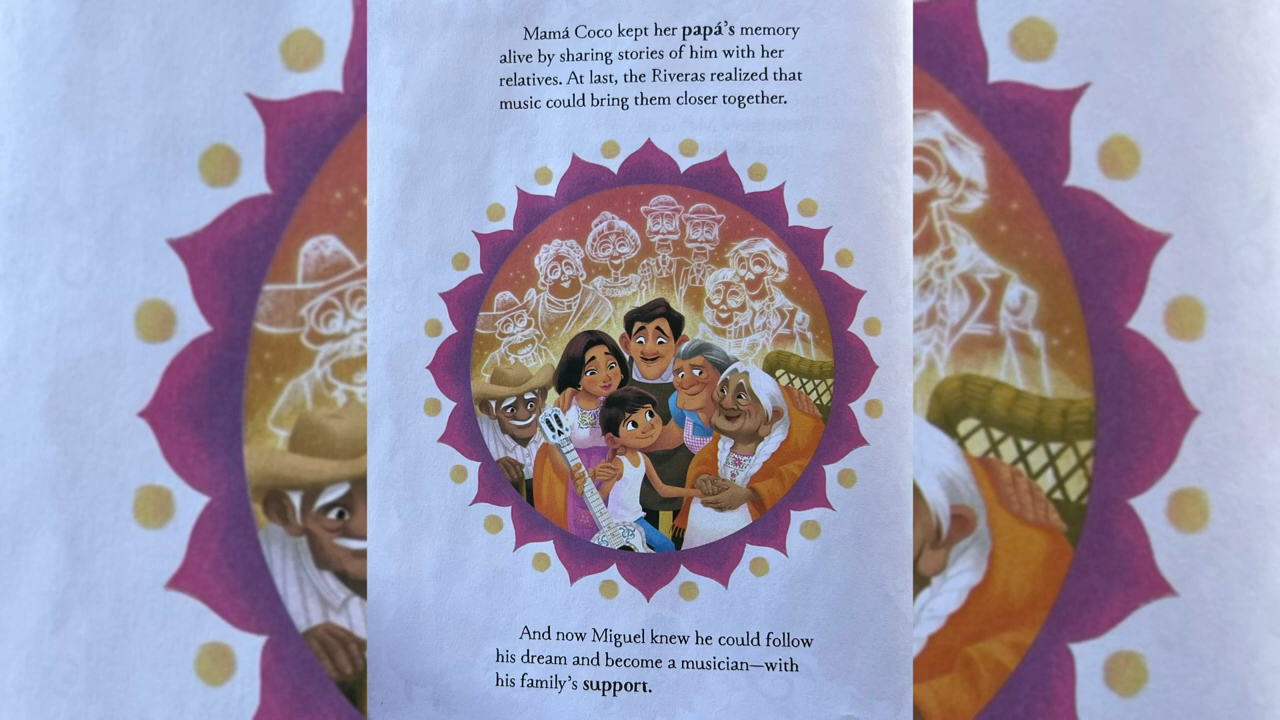 Mamá Coco kept her papá's memory
alive by sharing stories of him with her
relatives. At last, the Riveras realized that
music could bring them closer together.
And now Miguel knew he could follow
his dream and become a musician—with
his family's support.